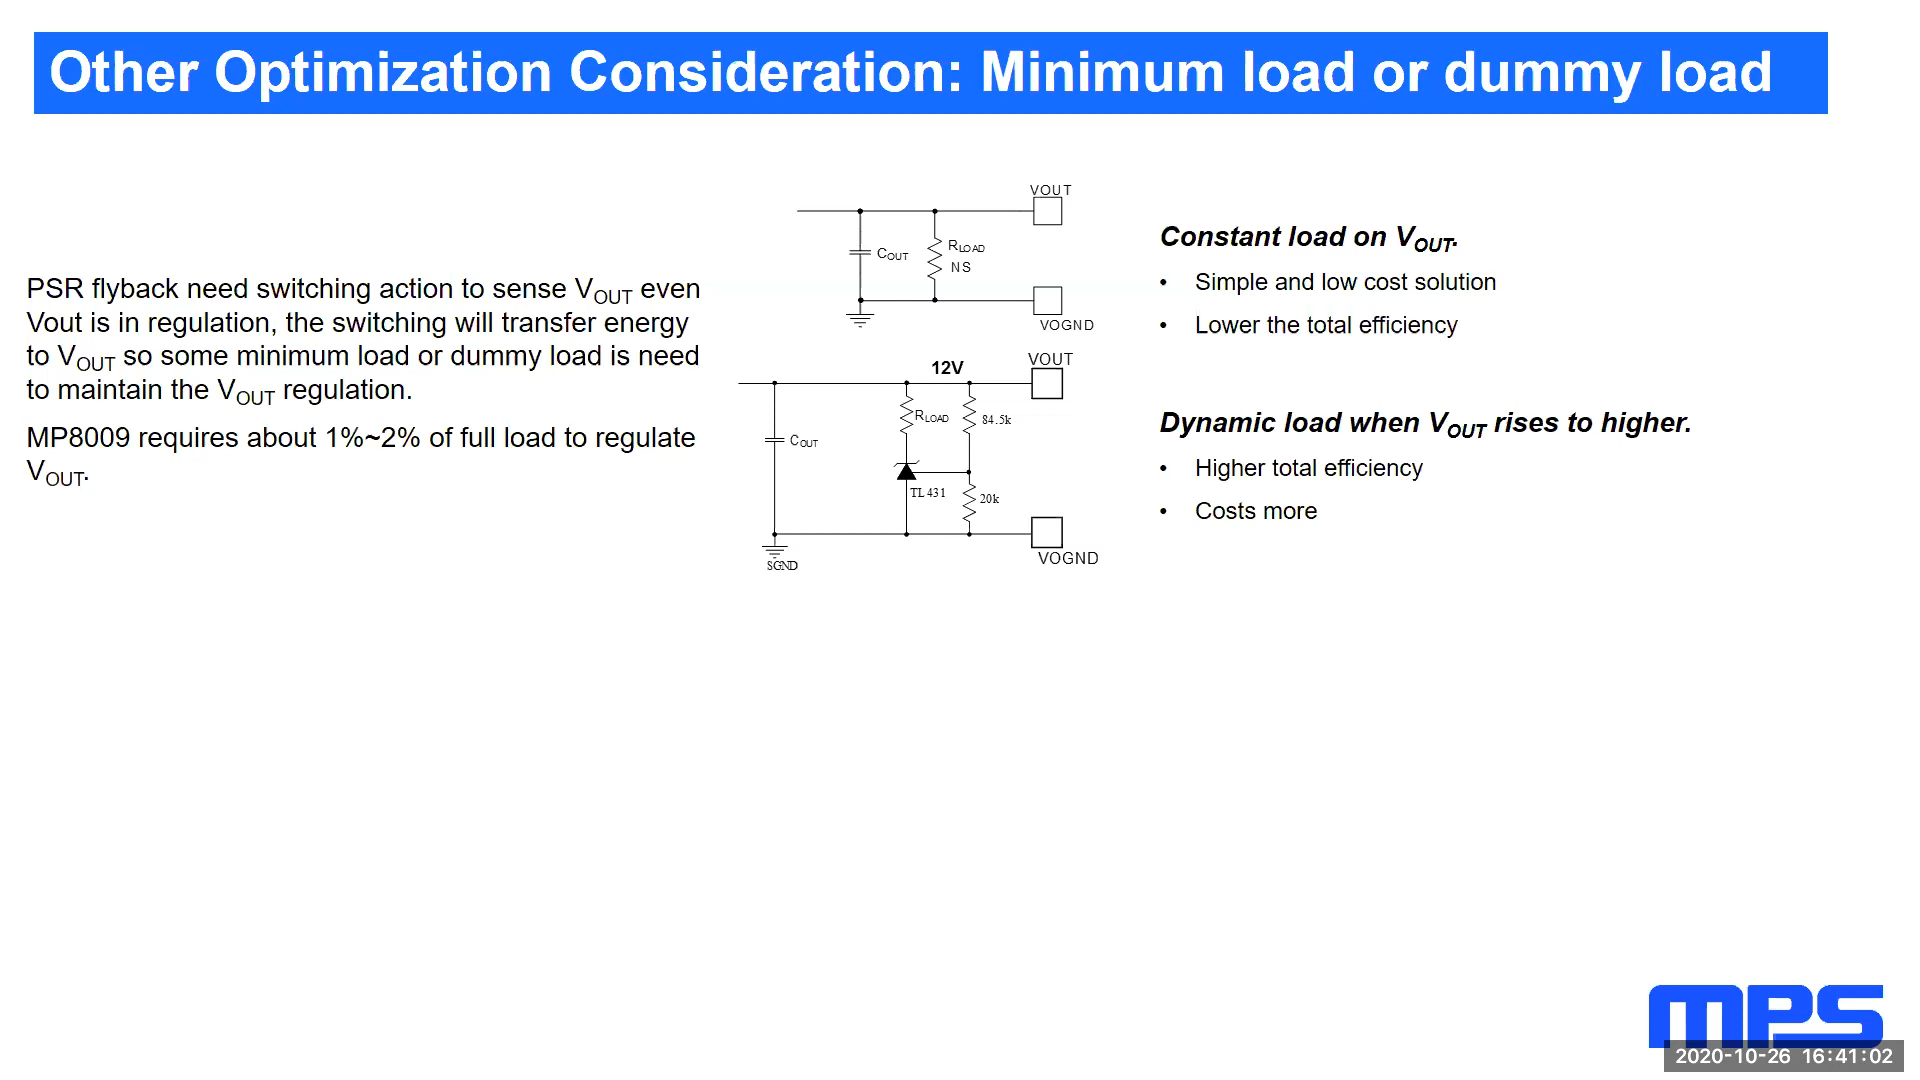 Other Optimization Consideration: Minimum load or dummy load
PSR flyback need switching action to sense VOUT even
Vout is in regulation, the switching will transfer energy
to VOUT so some minimum load or dummy load is need
to maintain the VOUT regulation.
MP8009 requires about 1%~2% of full load to regulate
VOUT.
VOUT
COUT
RLOAD
NS
VOGND
12V
VOUT
RLOAD
84.5k
COUT
TL431
20k
SGND
VOGND
Constant load on VOUT.
• Simple and low cost solution
• Lower the total efficiency
Dynamic load when VOUT rises to higher.
• Higher total efficiency
• Costs more
MPS
2020-10-26 16:41:02